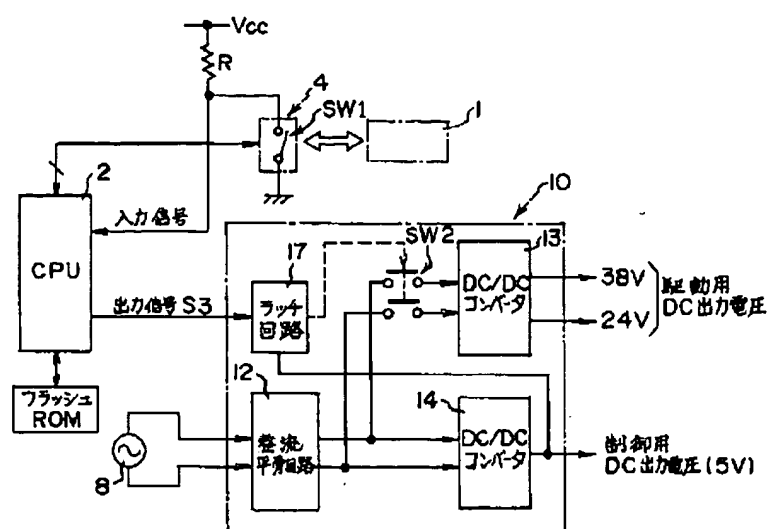 Vcc
R
4
SW1
1
2
入力信号
CPU
10
SW2
13
17
ラッチ
回路
DC/DC
コンバータ
38V
24V
駆動用
DC出力電圧
出力信号S3
フラッシュ
ROM
12
整流
平滑回路
14
DC/DC
コンバータ
制御用
DC出力電圧(5V)
8